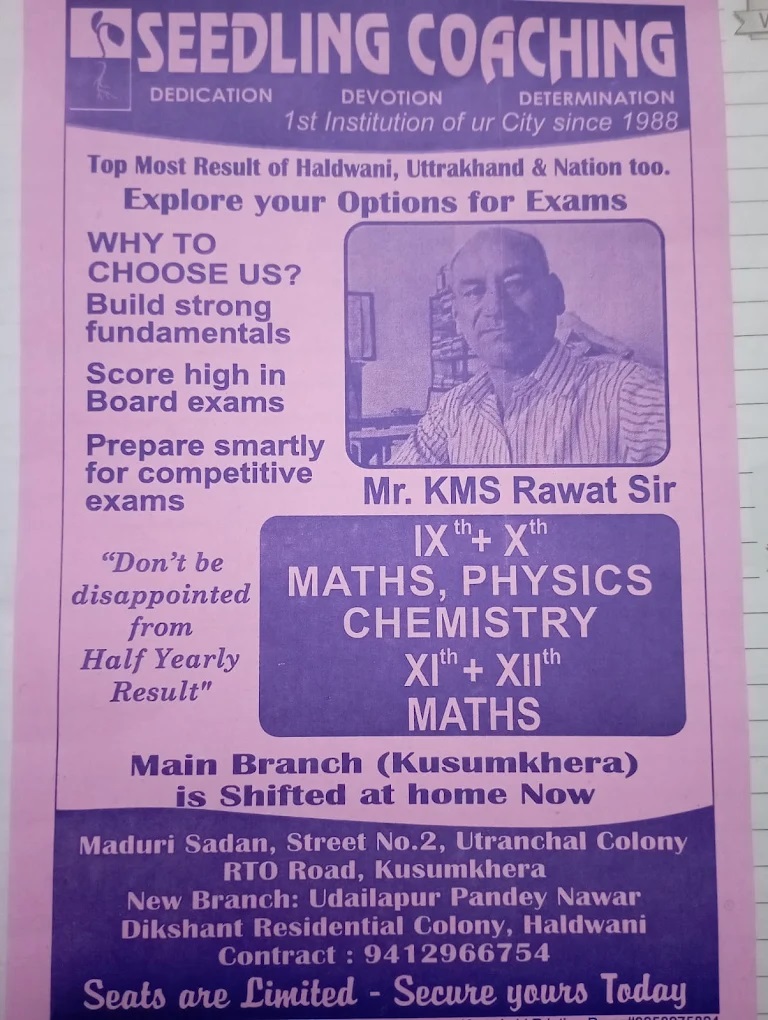 SEEDLING COACHING
DEDICATION DEVOTION DETERMINATION
1st Institution of ur City since 1988
Top Most Result of Haldwani, Uttrakhand & Nation too.
Explore your Options for Exams
WHY TO
CHOOSE US?
Build strong
fundamentals
Score high in
Board exams
Prepare smartly
for competitive
exams
Mr. KMS Rawat Sir
"Don't be
disappointed
from
Half Yearly
Result"
IXth+ Xth
MATHS, PHYSICS
CHEMISTRY
XIth+ XIIth
MATHS
Main Branch (Kusumkhera)
is Shifted at home Now
Maduri Sadan, Street No.2, Utranchal Colony
RTO Road, Kusumkhera
New Branch: Udailapur Pandey Nawar
Dikshant Residential Colony, Haldwani
Contract : 9412966754
Seats are Limited - Secure yours Today